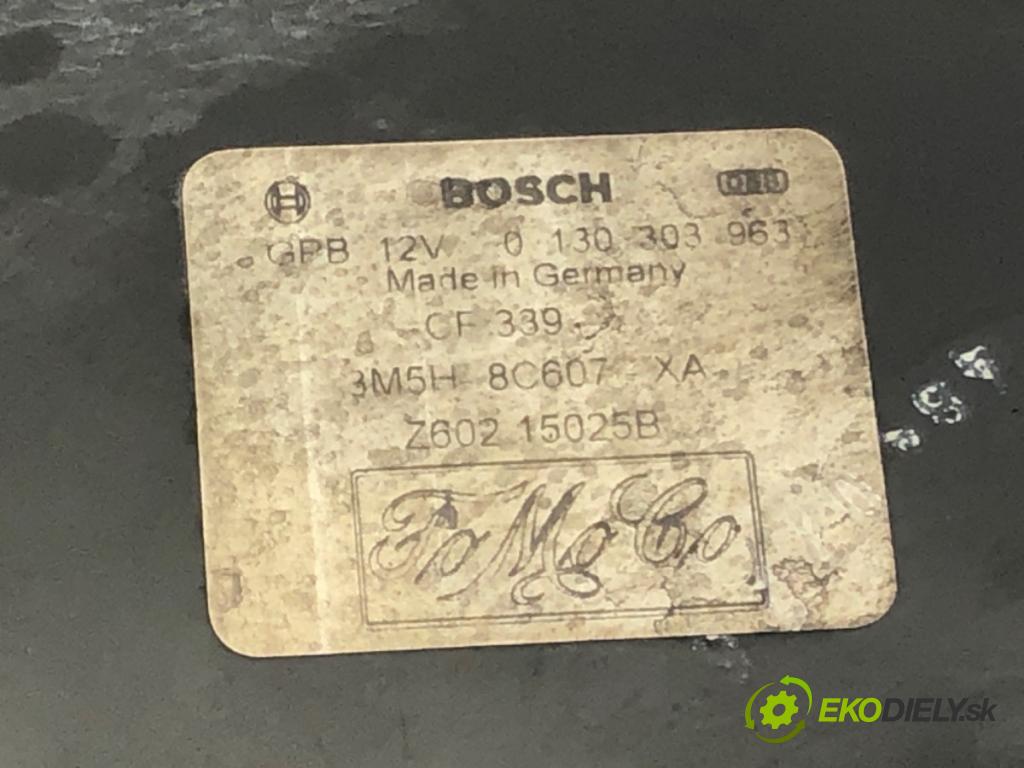 BOSCH
GPB 12V 0 130 303 963
Made in Germany
CF 339
3M5H 8C607 XA
Z602 15025B
FoMoCo
EKODIELY.sk